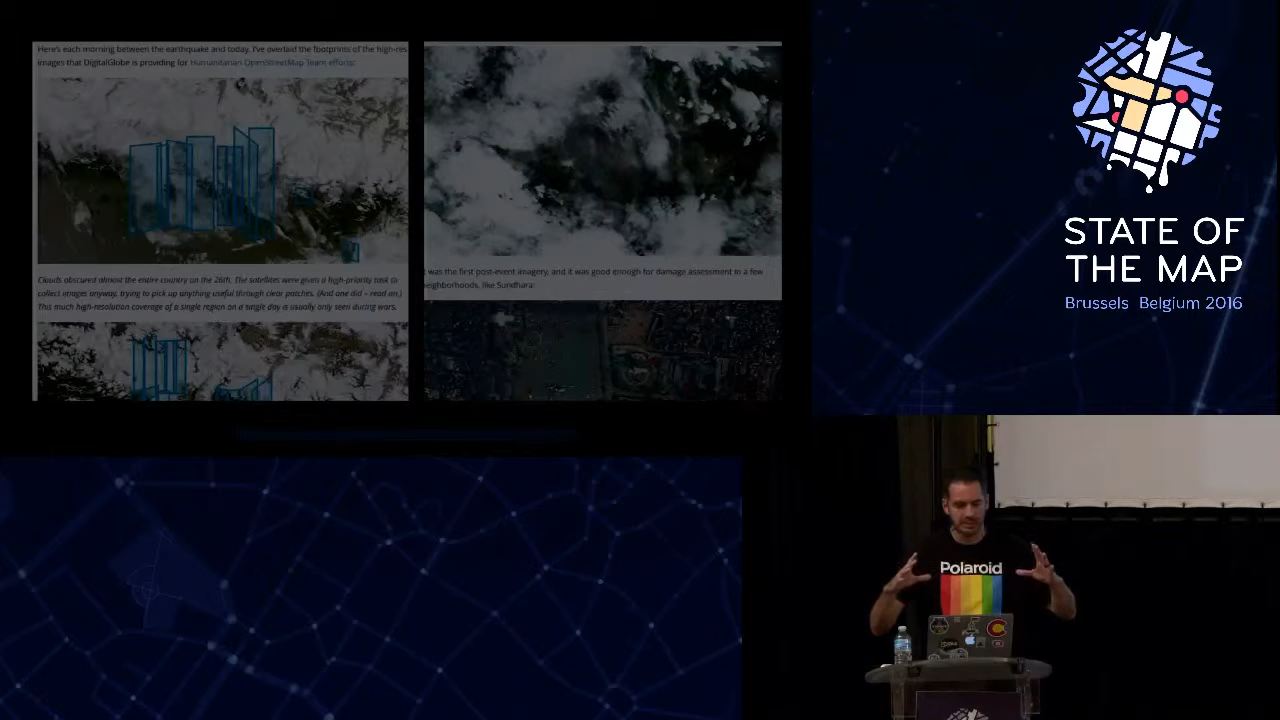 Here's each morning between the earthquake and today. I've overlaid the footprints of the high-res
images that DigitalGlobe is providing for Humanitarian OpenStreetMap Team efforts:
Clouds obscured almost the entire country on the 26th. The satellites were given a high-priority task to
collect images anyway, trying to pick up anything useful through clear patches. (And one did – read on.)
This much high-resolution coverage of a single region on a single day is usually only seen during wars.
was the first post-event imagery, and it was good enough for damage assessment in a few
neighborhoods, like Sundhara:
STATE OF
THE MAP
Brussels Belgium 2016
Polaroid